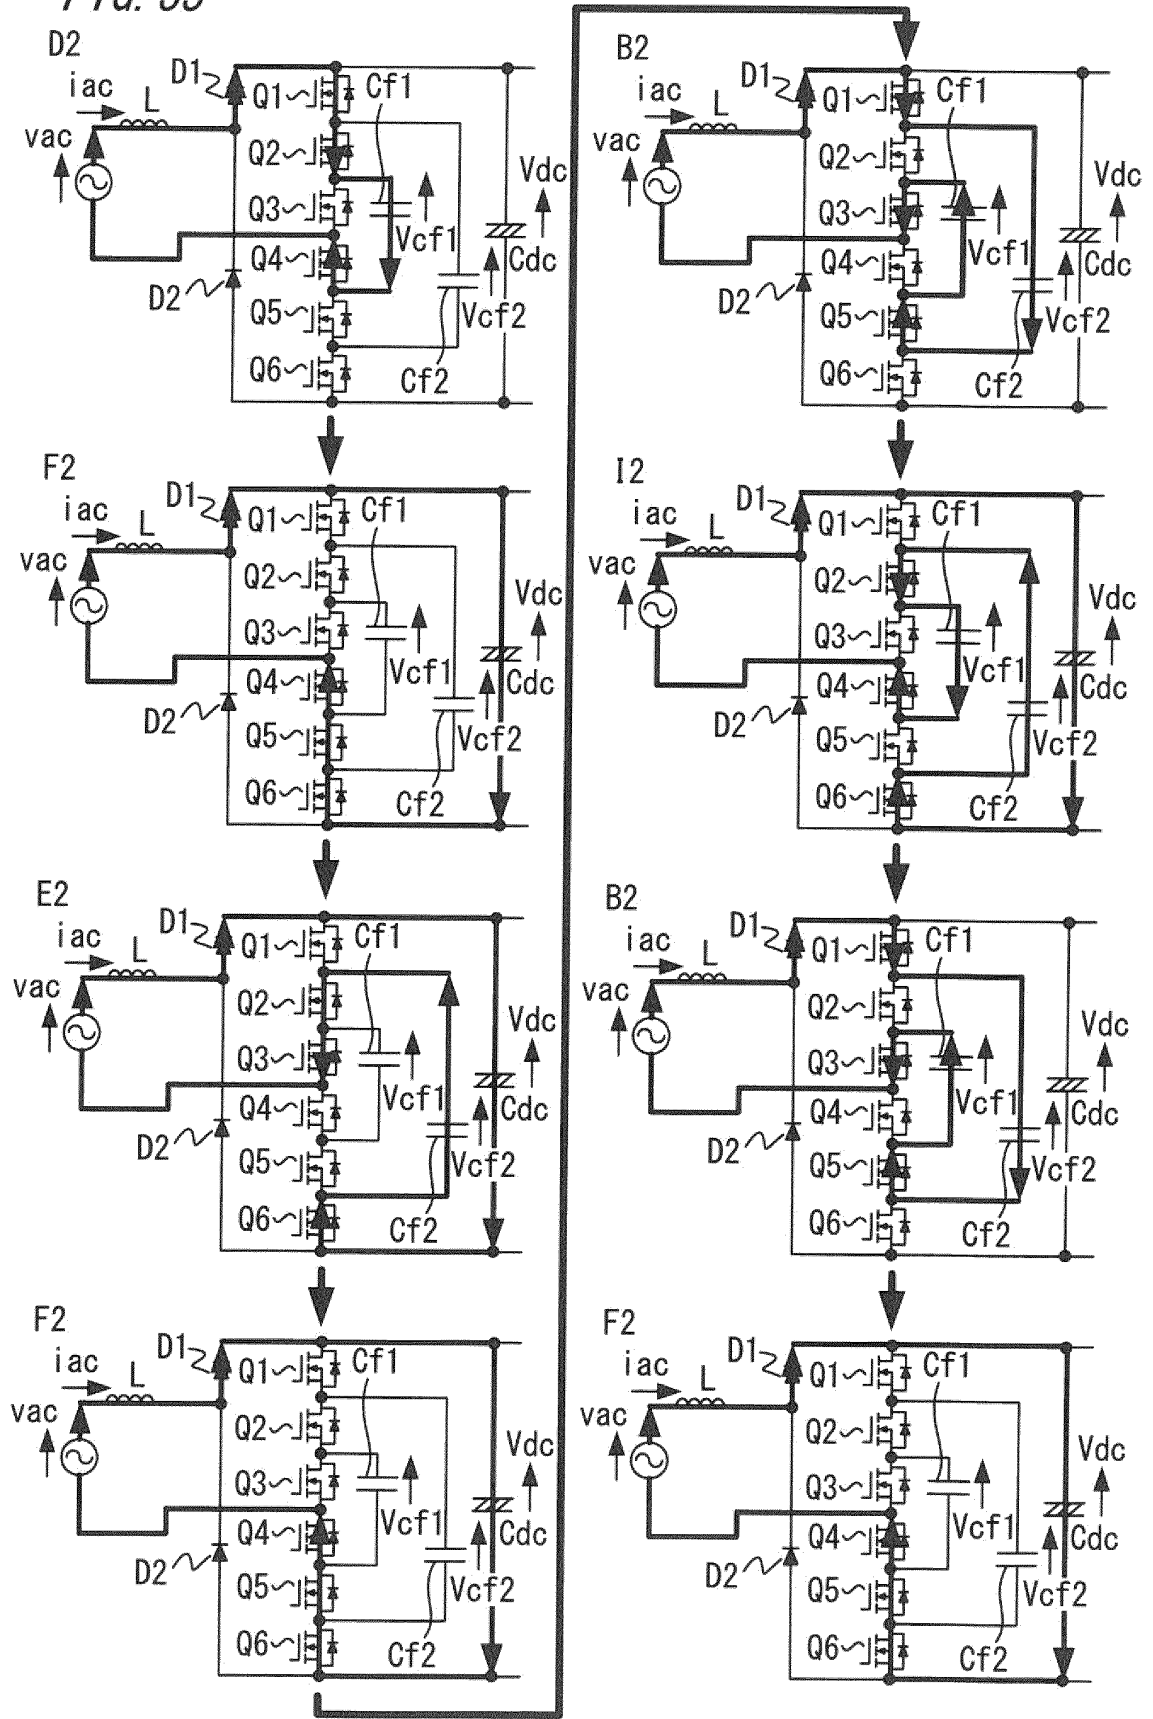 FIG. 35
D2
D1
iac
L
Q1
Cf1
vac
Q2
Vdc
Q3
Vcf1
Q4
Cdc
D2
Q5
Vcf2
Q6
Cf2
F2
D1
iac
L
Q1
Cf1
vac
Q2
Vdc
Q3
Vcf1
Q4
Cdc
D2
Q5
Vcf2
Q6
Cf2
E2
D1
iac
L
Q1
Cf1
vac
Q2
Vdc
Q3
Vcf1
Q4
Cdc
D2
Q5
Vcf2
Q6
Cf2
F2
D1
iac
L
Q1
Cf1
vac
Q2
Vdc
Q3
Vcf1
Q4
Cdc
D2
Q5
Vcf2
Q6
Cf2
B2
D1
iac
L
Q1
Cf1
vac
Q2
Vdc
Q3
Vcf1
Q4
Cdc
D2
Q5
Vcf2
Q6
Cf2
I2
D1
iac
L
Q1
Cf1
vac
Q2
Vdc
Q3
Vcf1
Q4
Cdc
D2
Q5
Vcf2
Q6
Cf2
B2
D1
iac
L
Q1
Cf1
vac
Q2
Vdc
Q3
Vcf1
Q4
Cdc
D2
Q5
Vcf2
Q6
Cf2
F2
D1
iac
L
Q1
Cf1
vac
Q2
Vdc
Q3
Vcf1
Q4
Cdc
D2
Q5
Vcf2
Q6
Cf2